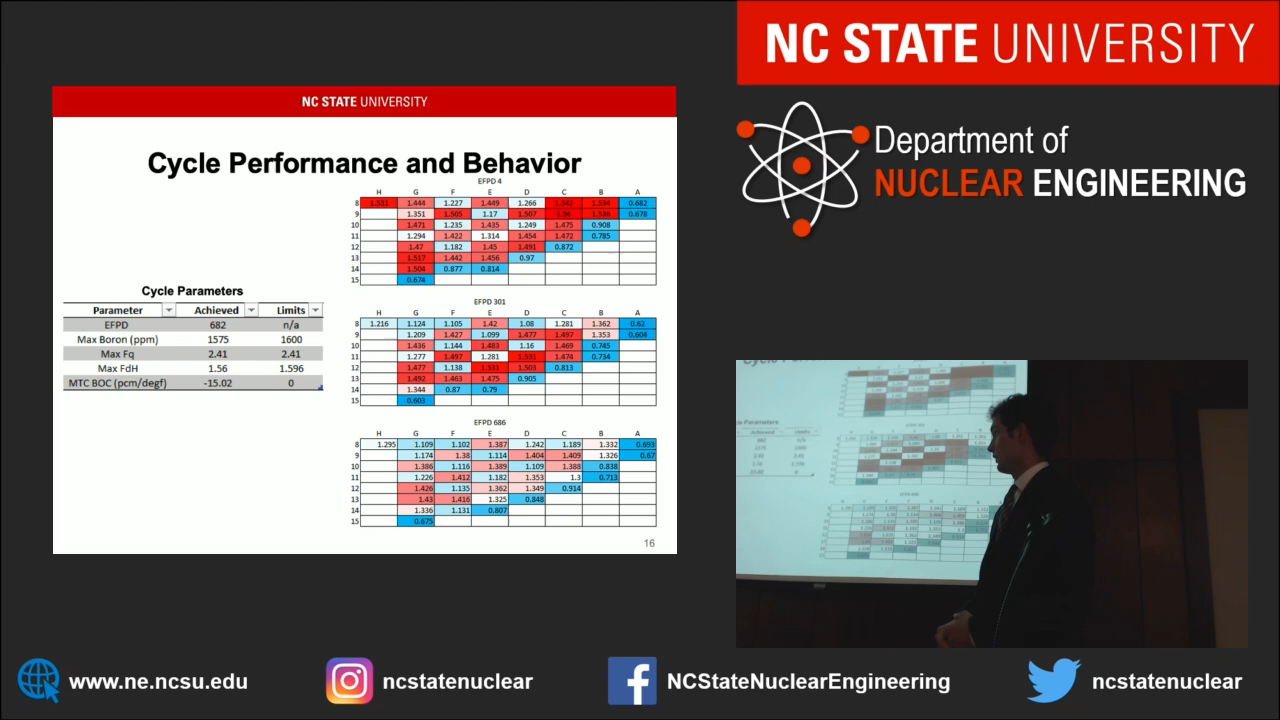 NC STATE UNIVERSITY
Department of
NUCLEAR ENGINEERING
NC STATE UNIVERSITY
Cycle Performance and Behavior
EFPD 4
H G F E D C B A
8 1.531 1.444 1.227 1.449 1.266 1.542 1.534 0.682
9 1.351 1.505 1.17 1.507 1.56 1.536 0.678
10 1.471 1.235 1.435 1.249 1.475 0.908
11 1.294 1.422 1.314 1.454 1.472 0.785
12 1.47 1.182 1.45 1.491 0.872
13 1.517 1.442 1.456 0.97
14 1.504 0.877 0.814
15 0.674
Cycle Parameters
Parameter Achieved Limits
EFPD 682 n/a
Max Boron (ppm) 1575 1600
Max Fq 2.41 2.41
Max FdH 1.56 1.596
MTC BOC (pcm/degf) -15.02 0
EFPD 301
H G F E D C B A
8 1.216 1.124 1.105 1.42 1.08 1.281 1.362 0.62
9 1.209 1.427 1.099 1.477 1.497 1.353 0.604
10 1.436 1.144 1.483 1.16 1.469 0.745
11 1.277 1.497 1.281 1.531 1.474 0.734
12 1.477 1.138 1.531 1.503 0.813
13 1.492 1.463 1.475 0.905
14 1.344 0.87 0.79
15 0.603
EFPD 686
H G F E D C B A
8 1.295 1.109 1.102 1.387 1.242 1.189 1.332 0.693
9 1.174 1.38 1.114 1.404 1.409 1.326 0.67
10 1.386 1.116 1.389 1.109 1.388 0.838
11 1.226 1.412 1.182 1.353 1.3 0.713
12 1.426 1.135 1.362 1.349 0.914
13 1.43 1.416 1.325 0.848
14 1.336 1.131 0.807
15 0.675
16
www.ne.ncsu.edu
ncstatenuclear
NCStateNuclearEngineering
ncstatenuclear